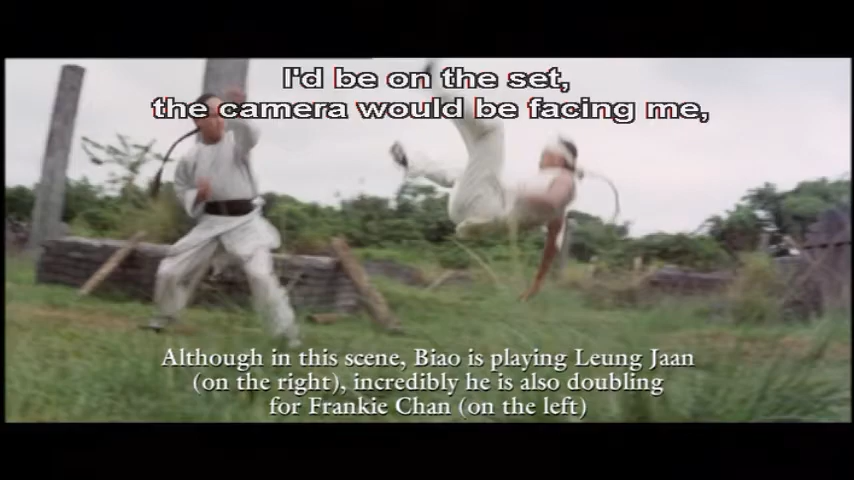 I'd be on the set,
the camera would be facing me,
Although in this scene, Biao is playing Leung Jaan
(on the right), incredibly he is also doubling
for Frankie Chan (on the left)